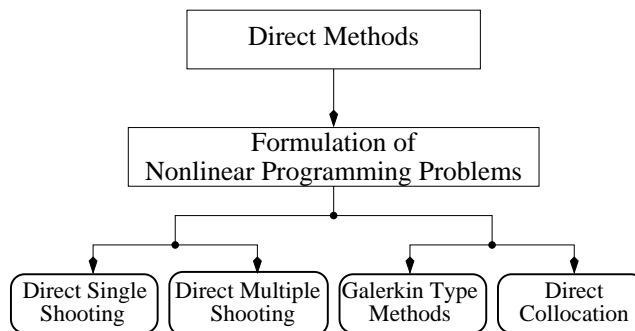 Direct Methods
Formulation of
Nonlinear Programming Problems
Direct Single
Shooting
Direct Multiple
Shooting
Galerkin Type
Methods
Direct
Collocation